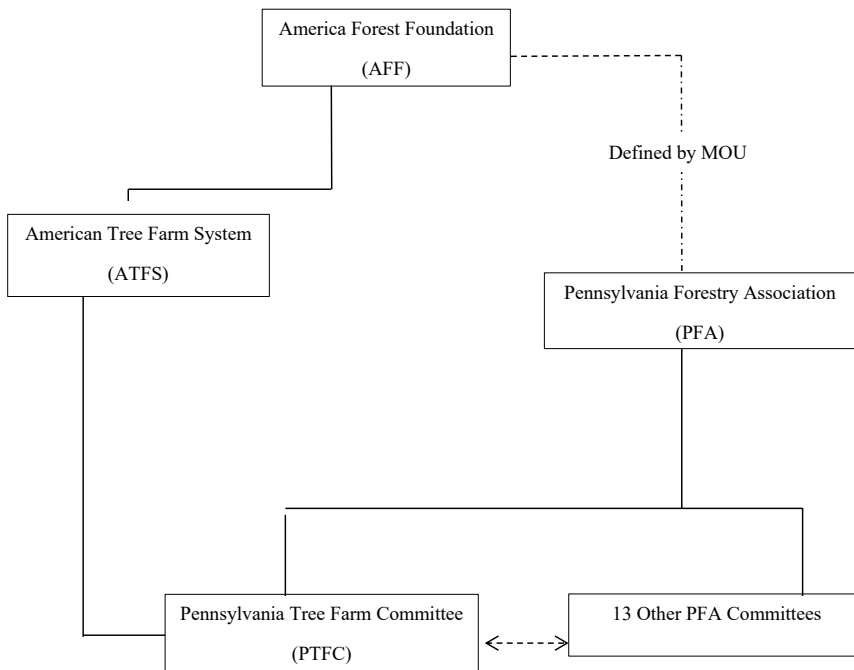 America Forest Foundation
(AFF)
Defined by MOU
American Tree Farm System
(ATFS)
Pennsylvania Forestry Association
(PFA)
Pennsylvania Tree Farm Committee
(PTFC)
13 Other PFA Committees